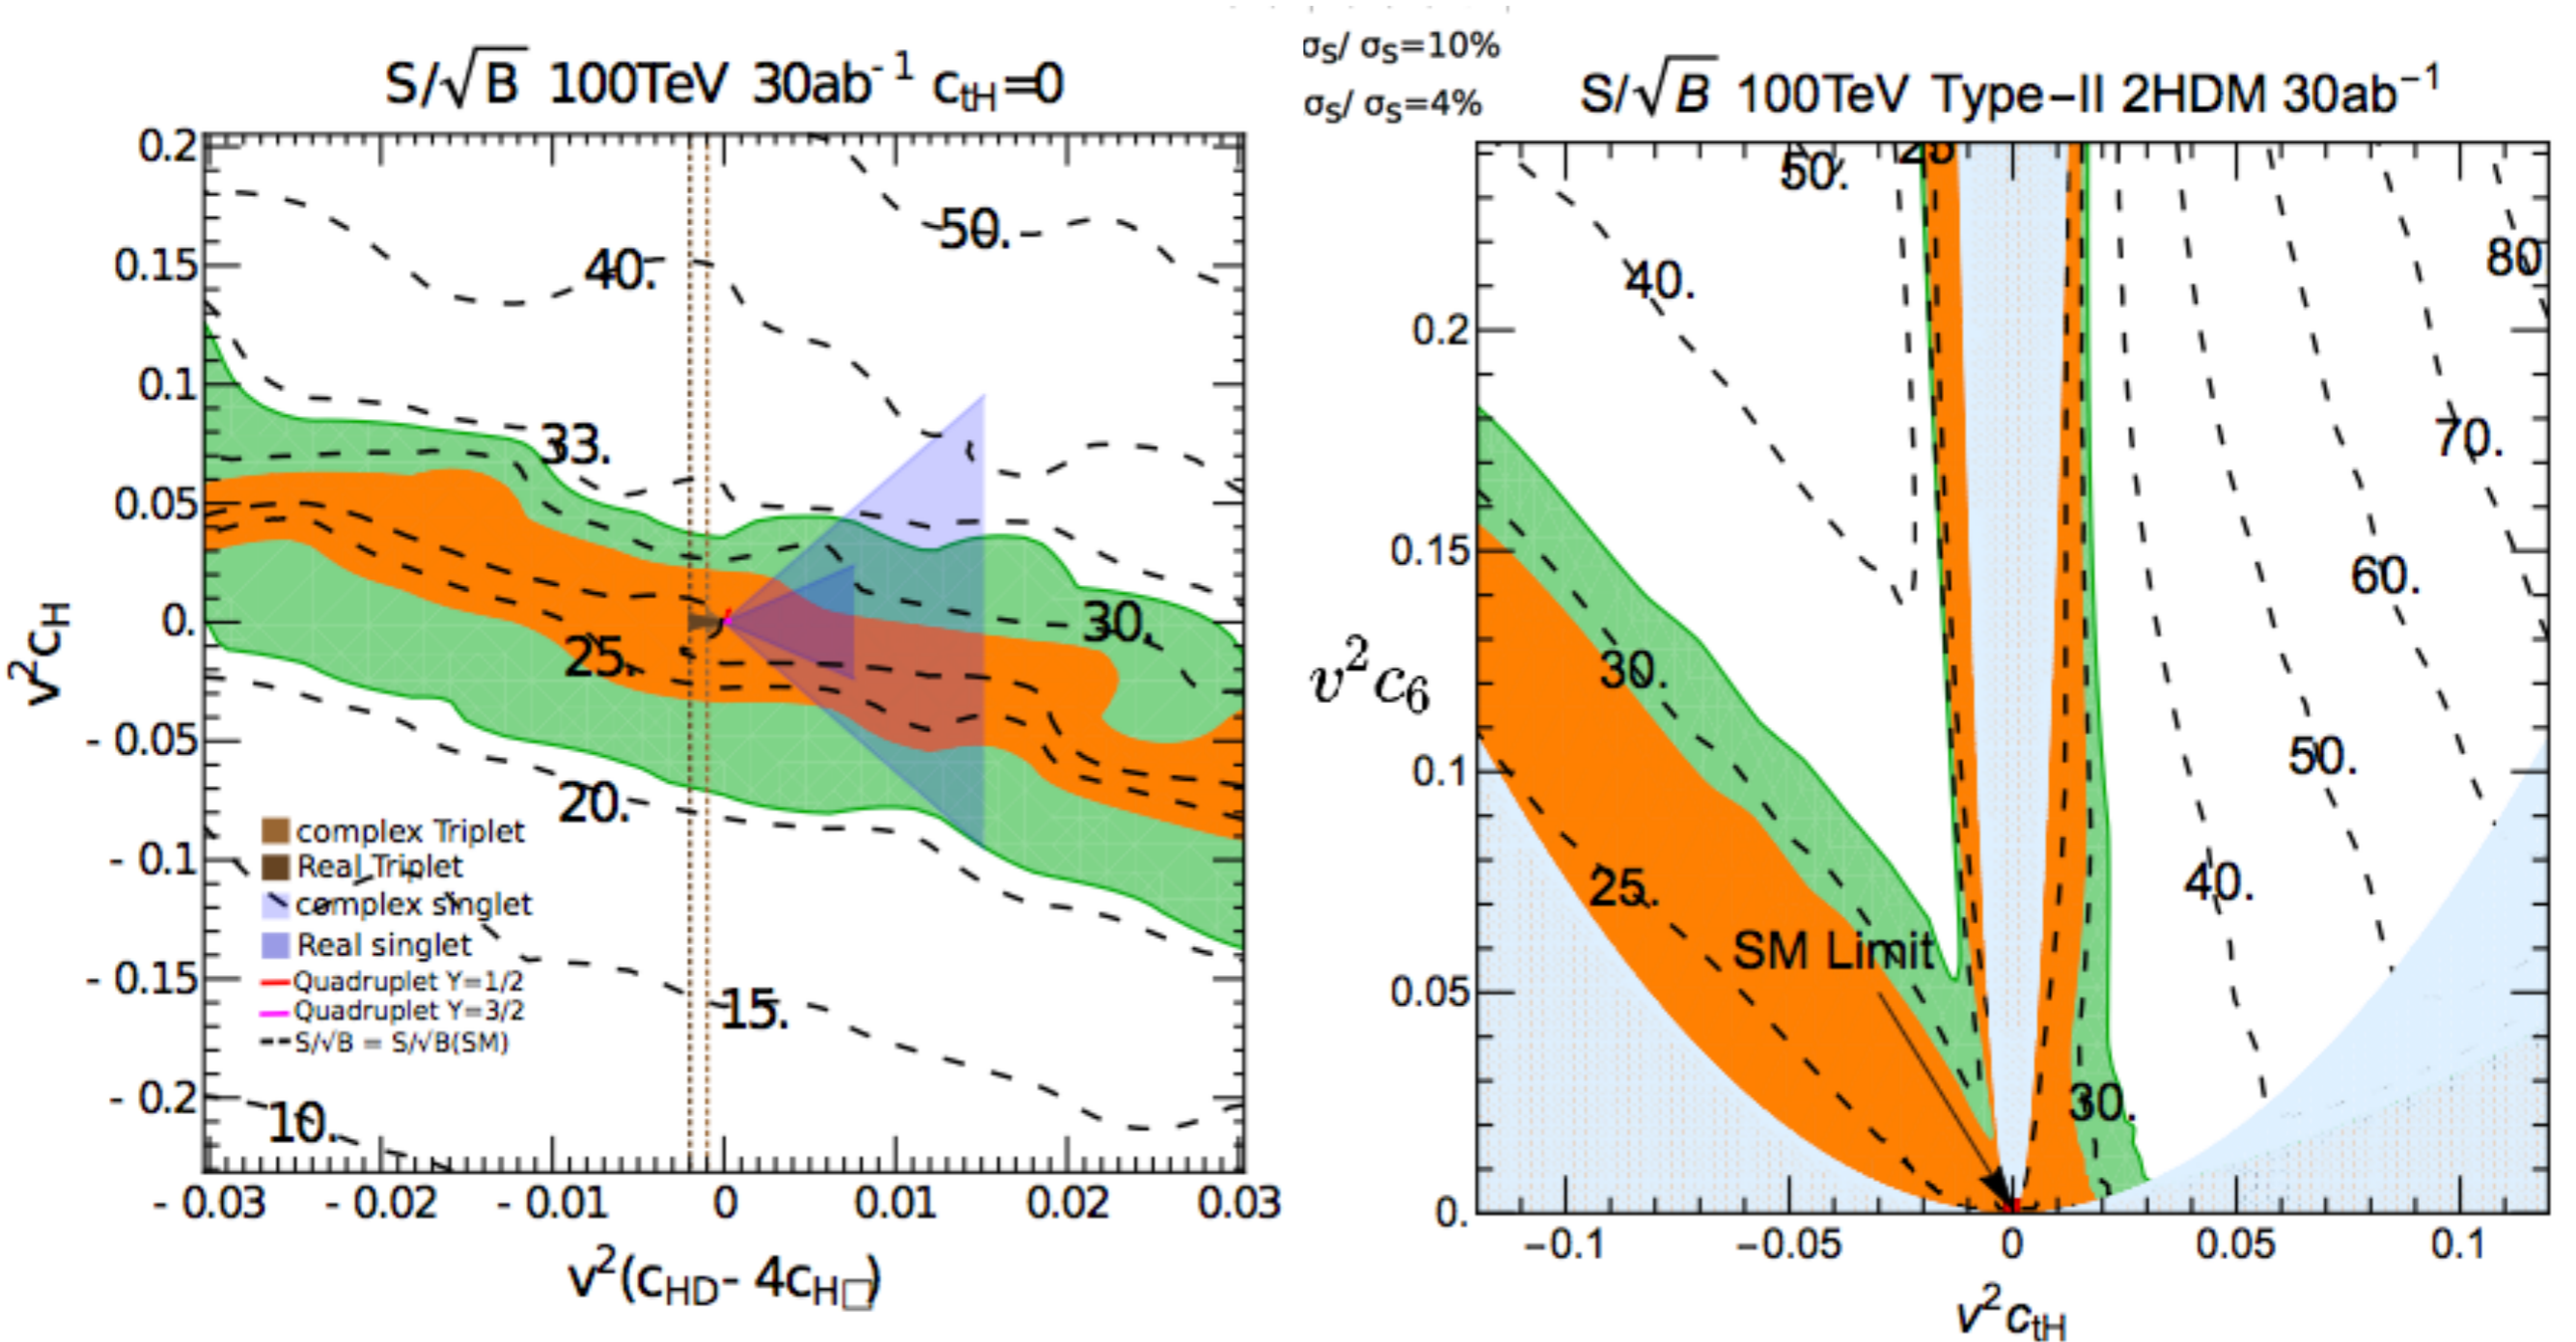 S/√B 100TeV 30ab⁻¹ c_tH=0
0.2
0.15
0.1
0.05
0.
- 0.05
- 0.1
- 0.15
- 0.2
v²c_H
50.
40.
33.
30.
25.
20.
15.
10.
complex Triplet
Real Triplet
complex singlet
Real singlet
Quadruplet Y=1/2
Quadruplet Y=3/2
S/√B = S/√B(SM)
- 0.03 - 0.02 - 0.01 0 0.01 0.02 0.03
v²(c_HD- 4c_H□)
σ_S/ σ_S=10%
σ_S/ σ_S=4%
S/√B 100TeV Type−II 2HDM 30ab⁻¹
0.2
0.15
0.1
0.05
0.
v²c₆
50.
40.
80
70.
60.
30.
50.
25.
40.
SM Limit
30.
−0.1 −0.05 0 0.05 0.1
v²c_tH